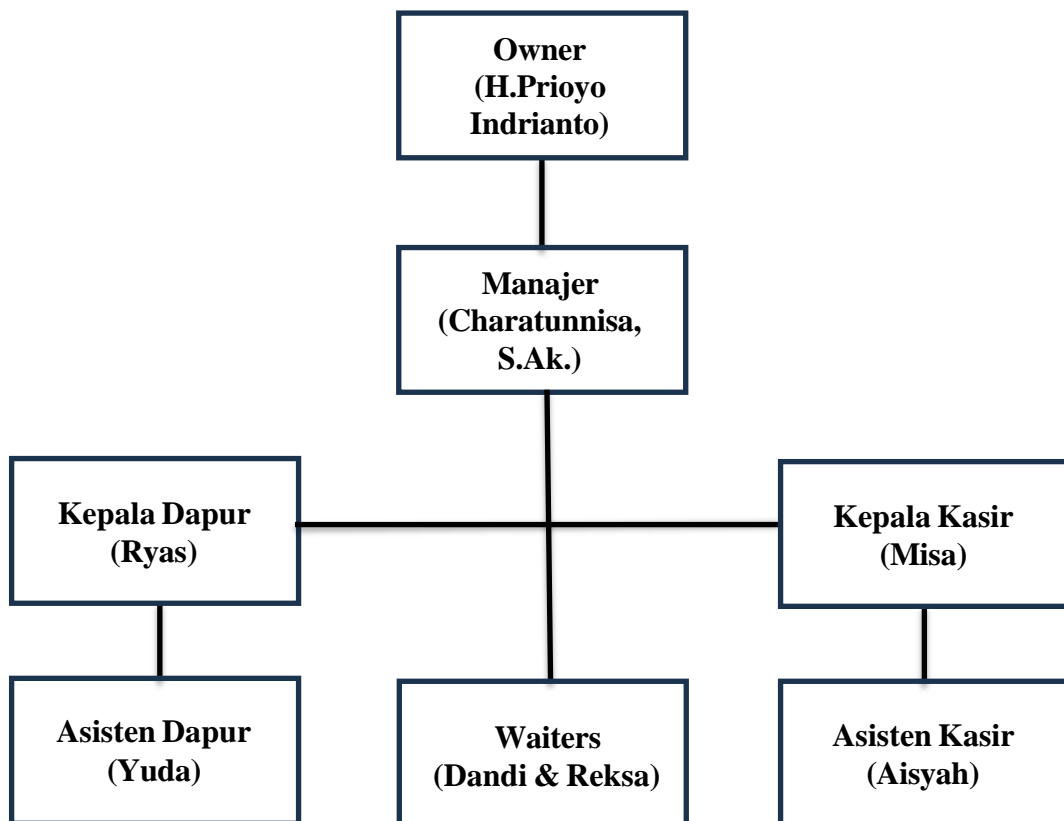 Owner
(H.Prioyo
Indrianto)
Manajer
(Charatunnisa,
S.Ak.)
Kepala Dapur
(Ryas)
Kepala Kasir
(Misa)
Asisten Dapur
(Yuda)
Waiters
(Dandi & Reksa)
Asisten Kasir
(Aisyah)